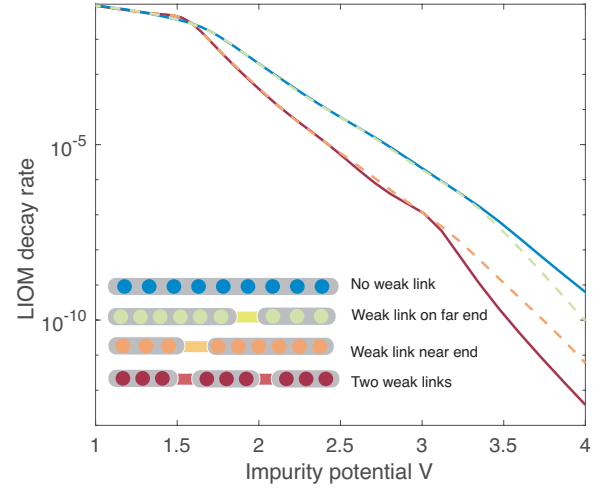 LIOM decay rate
10^-5
10^-10
No weak link
Weak link on far end
Weak link near end
Two weak links
1 1.5 2 2.5 3 3.5 4
Impurity potential V